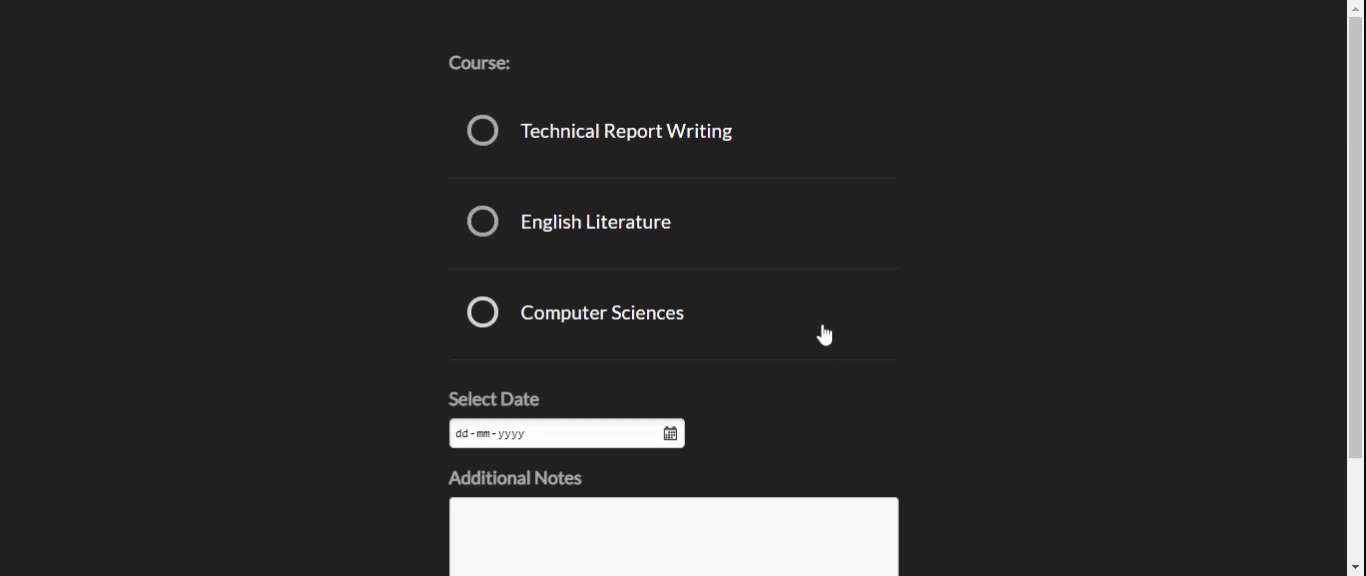 Course:
Technical Report Writing
English Literature
Computer Sciences
Select Date
dd-mm-yyyy
Additional Notes